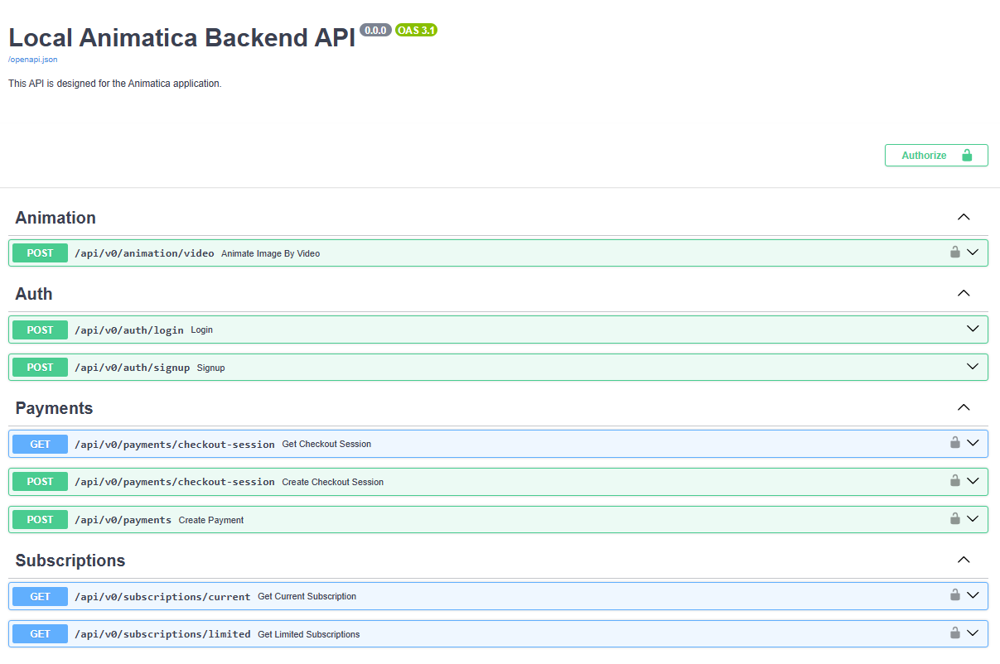 Local Animatica Backend API 0.0.0 OAS 3.1
/openapi.json
This API is designed for the Animatica application.
Authorize
Animation
POST /api/v0/animation/video Animate Image By Video
Auth
POST /api/v0/auth/login Login
POST /api/v0/auth/signup Signup
Payments
GET /api/v0/payments/checkout-session Get Checkout Session
POST /api/v0/payments/checkout-session Create Checkout Session
POST /api/v0/payments Create Payment
Subscriptions
GET /api/v0/subscriptions/current Get Current Subscription
GET /api/v0/subscriptions/limited Get Limited Subscriptions